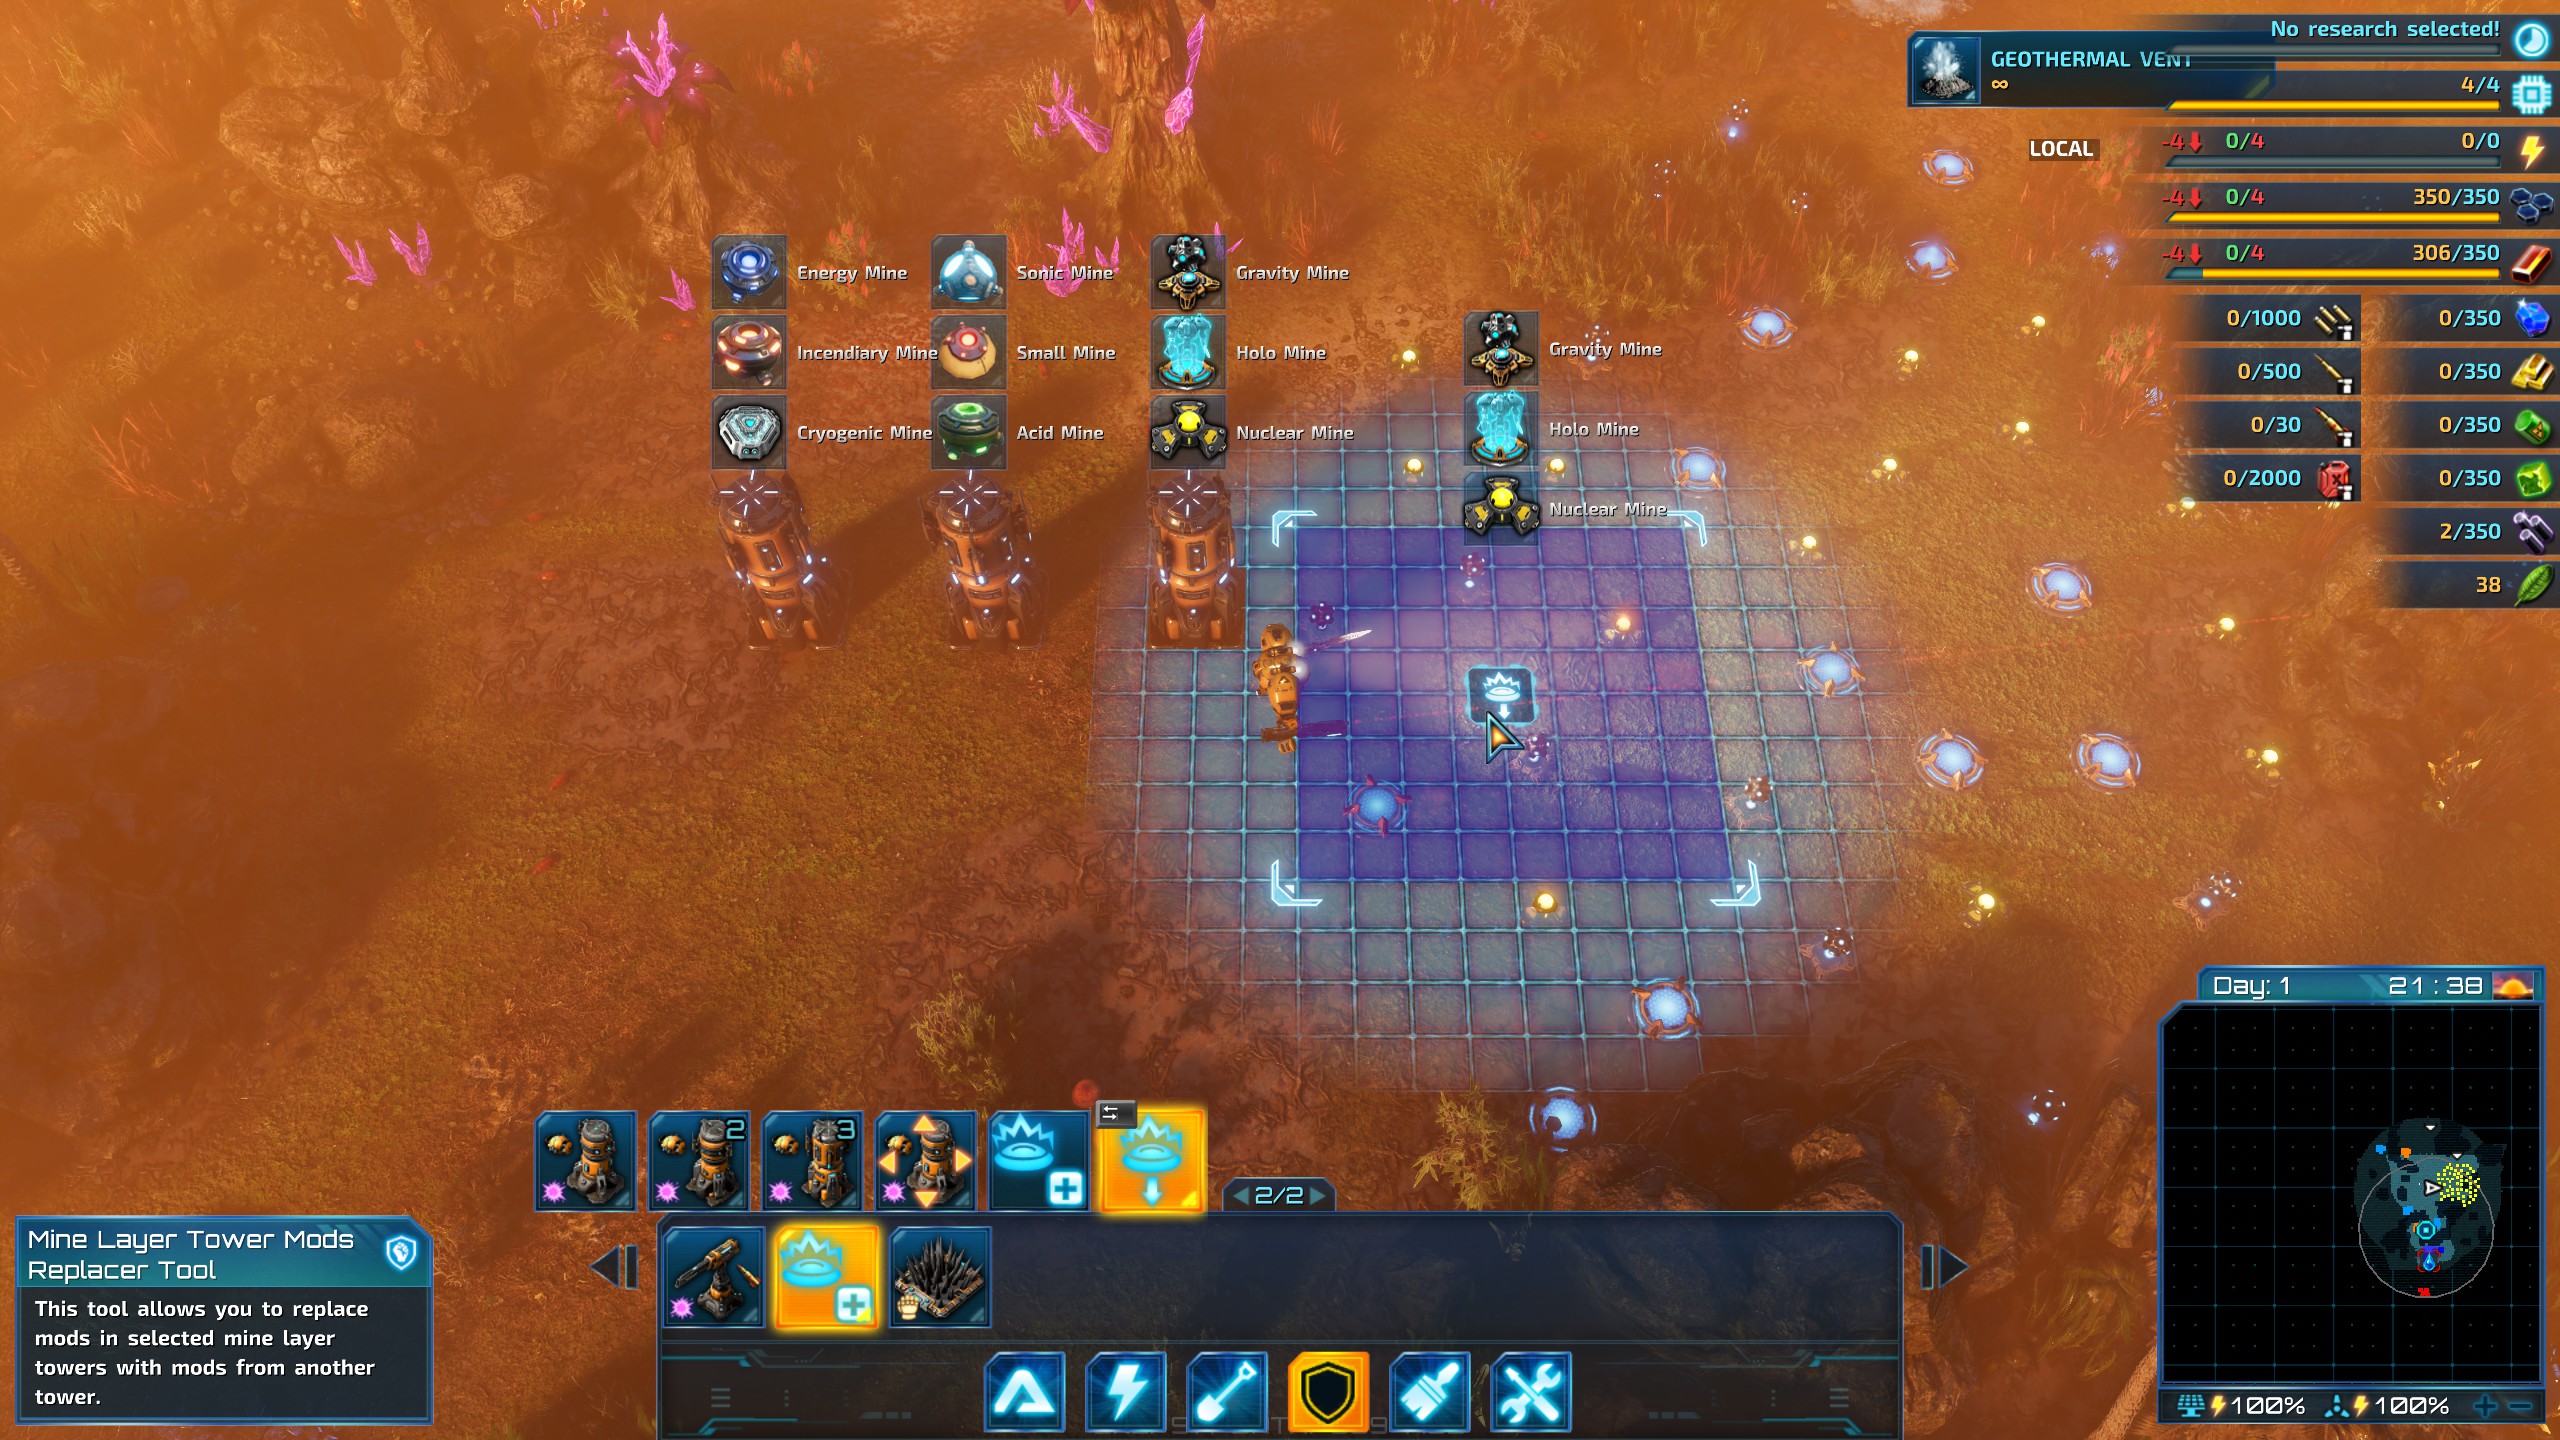 No research selected!
GEOTHERMAL VENT
∞
4/4
LOCAL
-4 0/4 0/0
-4 0/4 350/350
-4 0/4 306/350
0/1000 0/350
0/500 0/350
0/30 0/350
0/2000 0/350
2/350
38
Energy Mine
Sonic Mine
Gravity Mine
Incendiary Mine
Small Mine
Holo Mine
Cryogenic Mine
Acid Mine
Nuclear Mine
Gravity Mine
Holo Mine
Nuclear Mine
Day: 1 21:38
2
3
2/2
Mine Layer Tower Mods
Replacer Tool
This tool allows you to replace
mods in selected mine layer
towers with mods from another
tower.
100% 100%